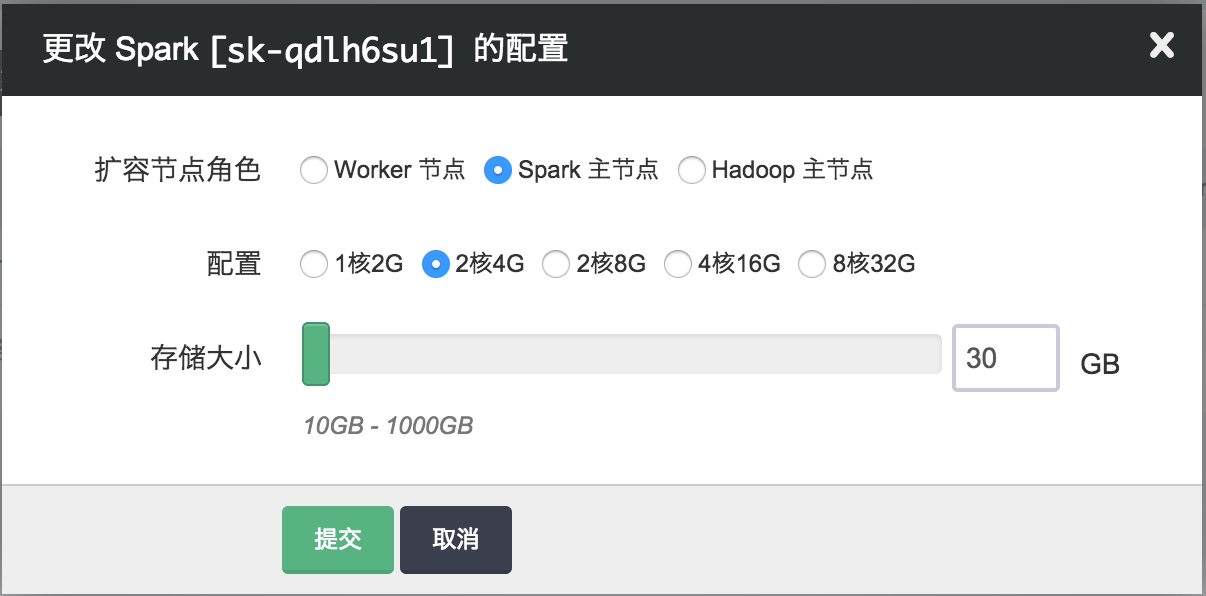 更改 Spark [sk-qdlh6su1] 的配置
扩容节点角色 Worker 节点 Spark 主节点 Hadoop 主节点
配置 1核2G 2核4G 2核8G 4核16G 8核32G
存储大小 30 GB
10GB - 1000GB
提交 取消